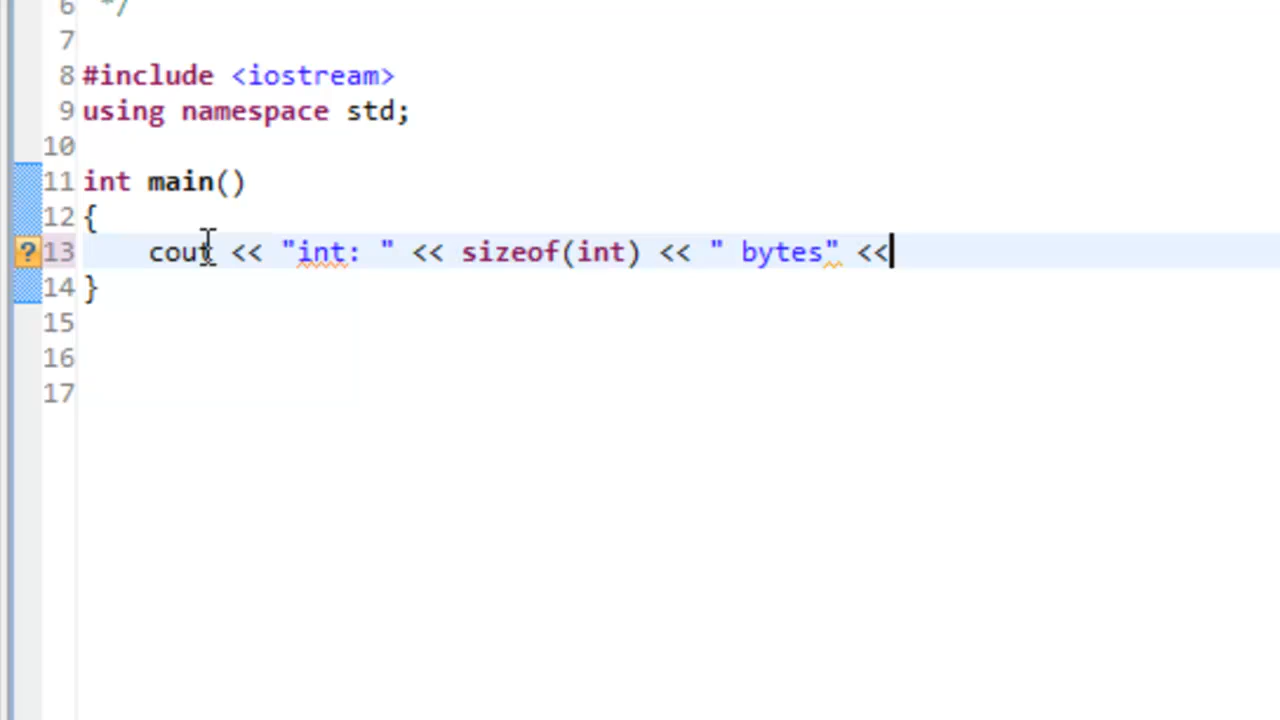 6 */
7
8 #include <iostream>
9 using namespace std;
10
11 int main()
12 {
? 13 cout << "int: " << sizeof(int) << " bytes" <<
14 }
15
16
17